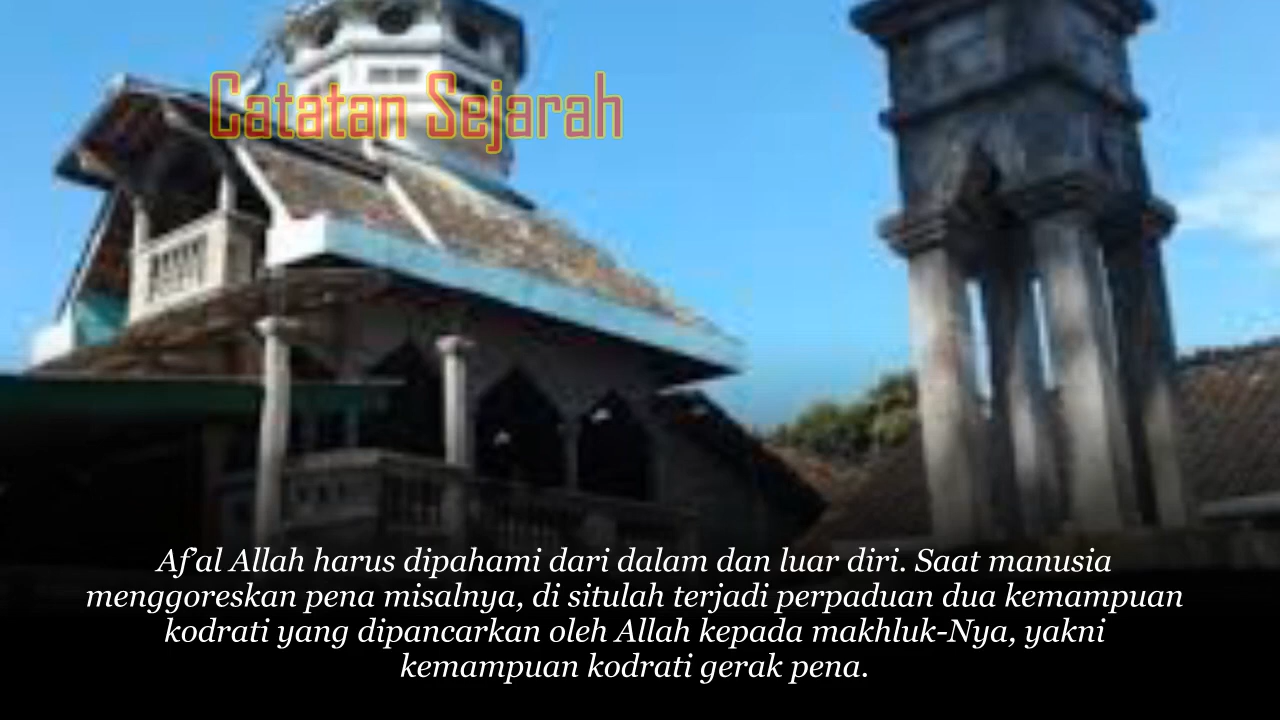 Catatan Sejarah
Af'al Allah harus dipahami dari dalam dan luar diri. Saat manusia
menggoreskan pena misalnya, di situlah terjadi perpaduan dua kemampuan
kodrati yang dipancarkan oleh Allah kepada makhluk-Nya, yakni
kemampuan kodrati gerak pena.